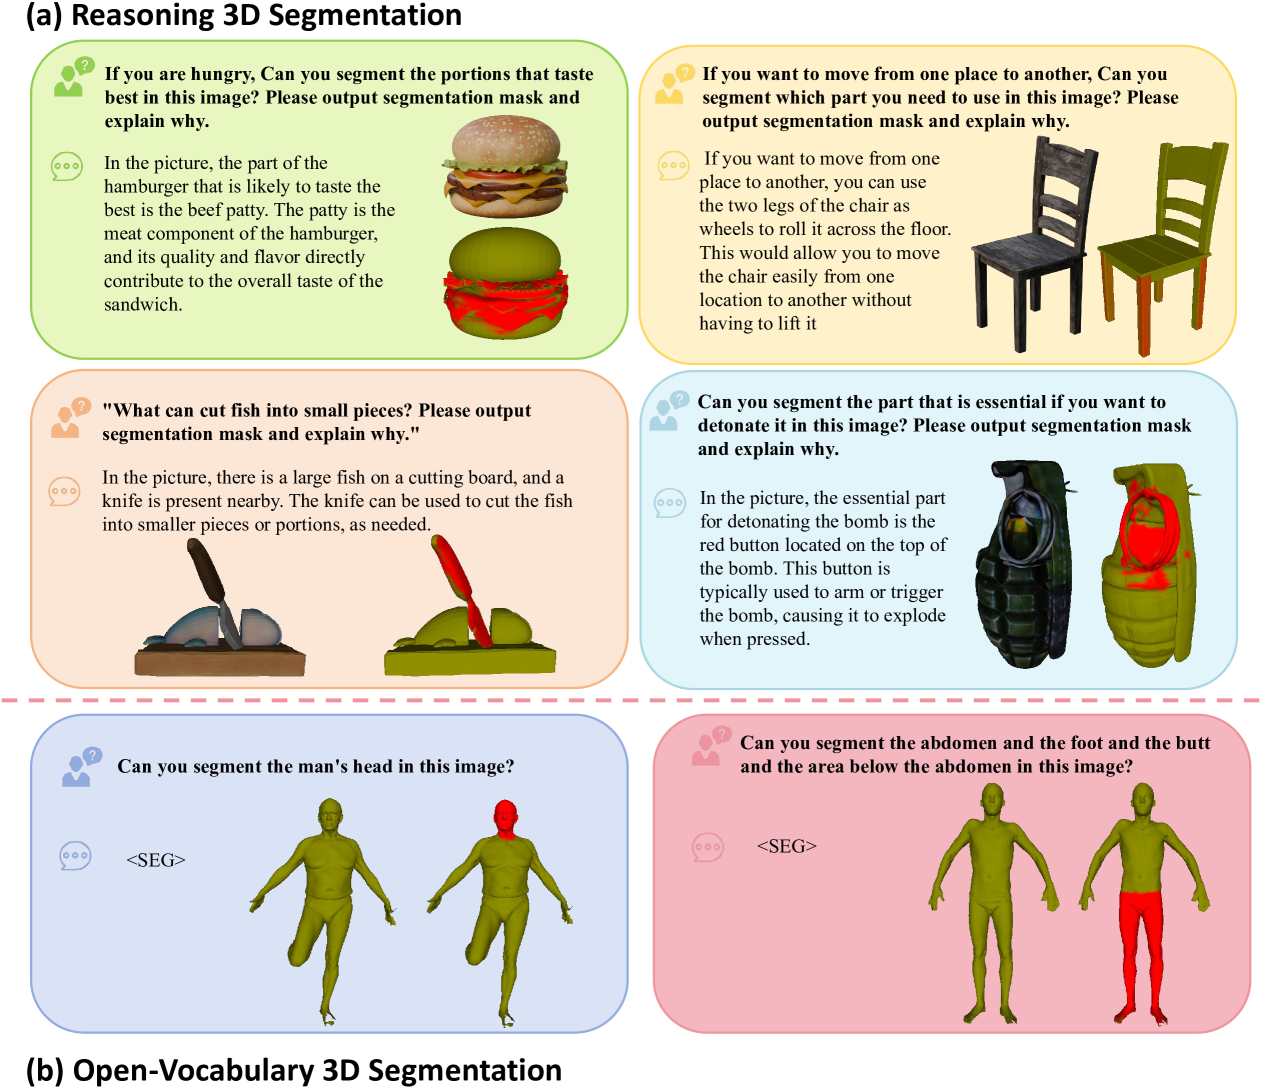 (a) Reasoning 3D Segmentation
If you are hungry, Can you segment the portions that taste
best in this image? Please output segmentation mask and
explain why.
In the picture, the part of the
hamburger that is likely to taste the
best is the beef patty. The patty is the
meat component of the hamburger,
and its quality and flavor directly
contribute to the overall taste of the
sandwich.
If you want to move from one place to another, Can you
segment which part you need to use in this image? Please
output segmentation mask and explain why.
If you want to move from one
place to another, you can use
the two legs of the chair as
wheels to roll it across the floor.
This would allow you to move
the chair easily from one
location to another without
having to lift it
"What can cut fish into small pieces? Please output
segmentation mask and explain why."
In the picture, there is a large fish on a cutting board, and a
knife is present nearby. The knife can be used to cut the fish
into smaller pieces or portions, as needed.
Can you segment the part that is essential if you want to
detonate it in this image? Please output segmentation mask
and explain why.
In the picture, the essential part
for detonating the bomb is the
red button located on the top of
the bomb. This button is
typically used to arm or trigger
the bomb, causing it to explode
when pressed.
Can you segment the man's head in this image?
<SEG>
Can you segment the abdomen and the foot and the butt
and the area below the abdomen in this image?
<SEG>
(b) Open-Vocabulary 3D Segmentation